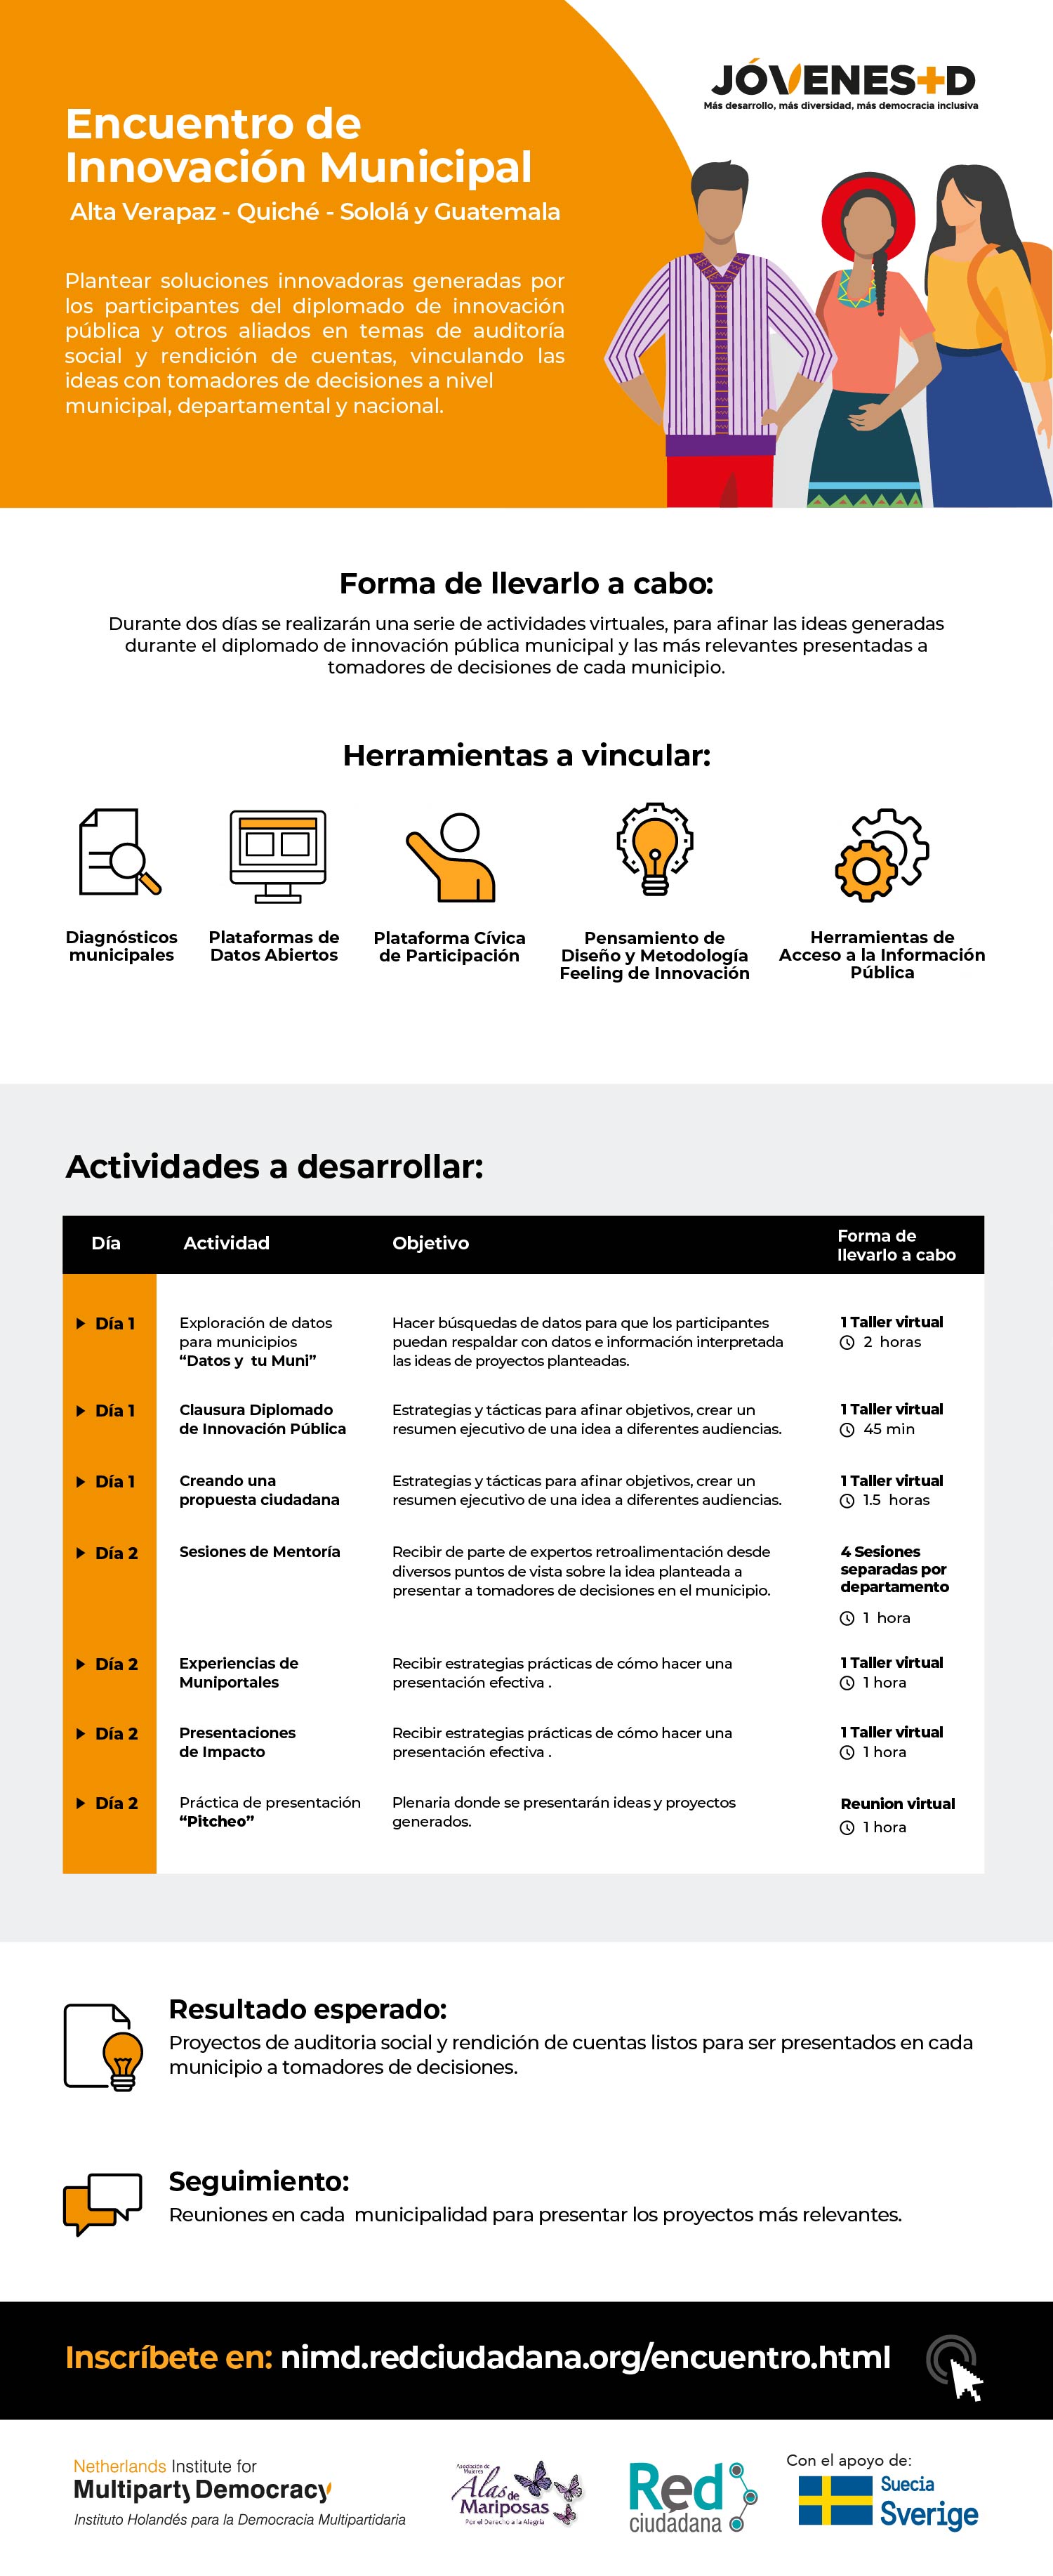 JÓVENES+D
Más desarrollo, más diversidad, más democracia inclusiva
Encuentro de
Innovación Municipal
Alta Verapaz - Quiché - Sololá y Guatemala
Plantear soluciones innovadoras generadas por
los participantes del diplomado de innovación
pública y otros aliados en temas de auditoría
social y rendición de cuentas, vinculando las
ideas con tomadores de decisiones a nivel
municipal, departamental y nacional.
Forma de llevarlo a cabo:
Durante dos días se realizarán una serie de actividades virtuales, para afinar las ideas generadas
durante el diplomado de innovación pública municipal y las más relevantes presentadas a
tomadores de decisiones de cada municipio.
Herramientas a vincular:
Diagnósticos
municipales
Plataformas de
Datos Abiertos
Plataforma Cívica
de Participación
Pensamiento de
Diseño y Metodología
Feeling de Innovación
Herramientas de
Acceso a la Información
Pública
Actividades a desarrollar:
Día
Actividad
Objetivo
Forma de
llevarlo a cabo
Día 1
Exploración de datos
para municipios
“Datos y tu Muni”
Hacer búsquedas de datos para que los participantes
puedan respaldar con datos e información interpretada
las ideas de proyectos planteadas.
1 Taller virtual
2 horas
Día 1
Clausura Diplomado
de Innovación Pública
Estrategias y tácticas para afinar objetivos, crear un
resumen ejecutivo de una idea a diferentes audiencias.
1 Taller virtual
45 min
Día 1
Creando una
propuesta ciudadana
Estrategias y tácticas para afinar objetivos, crear un
resumen ejecutivo de una idea a diferentes audiencias.
1 Taller virtual
1.5 horas
Día 2
Sesiones de Mentoría
Recibir de parte de expertos retroalimentación desde
diversos puntos de vista sobre la idea planteada a
presentar a tomadores de decisiones en el municipio.
4 Sesiones
separadas por
departamento
1 hora
Día 2
Experiencias de
Muniportales
Recibir estrategias prácticas de cómo hacer una
presentación efectiva .
1 Taller virtual
1 hora
Día 2
Presentaciones
de Impacto
Recibir estrategias prácticas de cómo hacer una
presentación efectiva .
1 Taller virtual
1 hora
Día 2
Práctica de presentación
“Pitcheo”
Plenaria donde se presentarán ideas y proyectos
generados.
Reunion virtual
1 hora
Resultado esperado:
Proyectos de auditoria social y rendición de cuentas listos para ser presentados en cada
municipio a tomadores de decisiones.
Seguimiento:
Reuniones en cada municipalidad para presentar los proyectos más relevantes.
Inscríbete en: nimd.redciudadana.org/encuentro.html
Netherlands Institute for
Multiparty Democracy
Instituto Holandés para la Democracia Multipartidaria
Asociación de
Mujeres
Alas de
Mariposas
Por el Derecho a la Alegría
Red
ciudadana
Con el apoyo de:
Suecia
Sverige